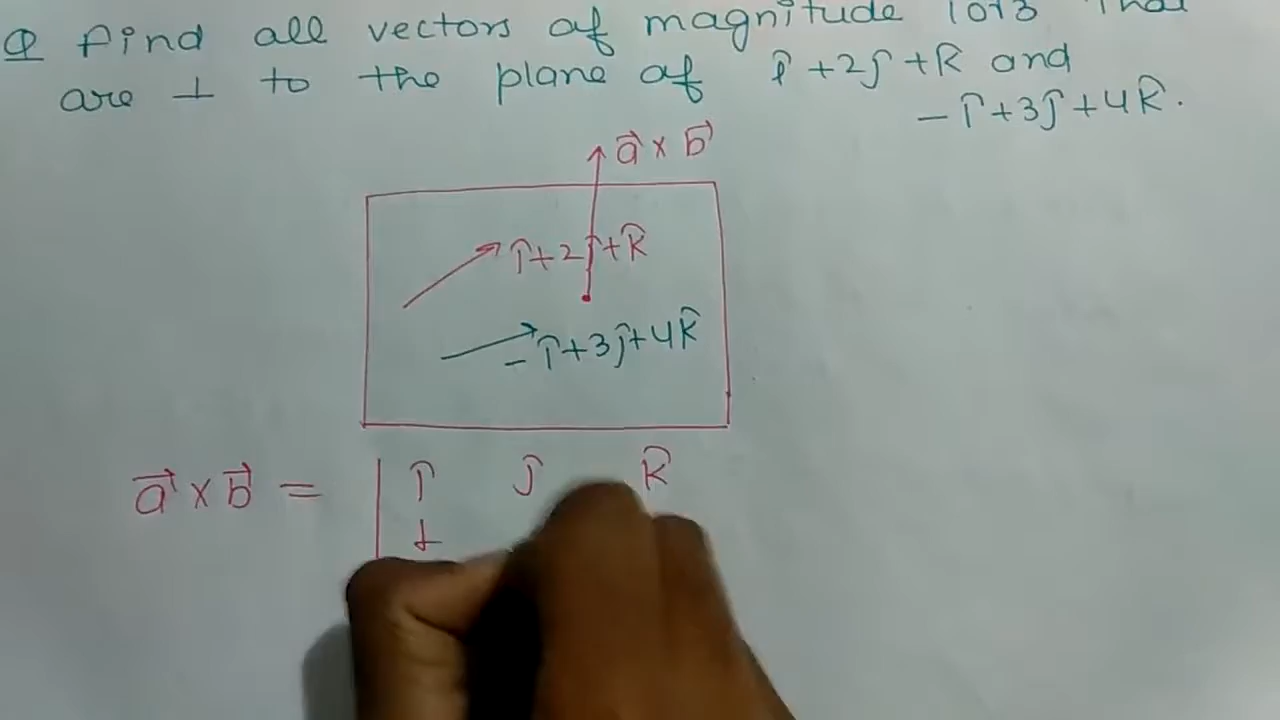 Q Find all vectors of magnitude 10√3 that
are ⊥ to the plane of î+2ĵ+k̂ and
-î+3ĵ+4k̂.
a⃗ × b⃗
î+2ĵ+k̂
-î+3ĵ+4k̂
a⃗ × b⃗ = | î ĵ k̂
1